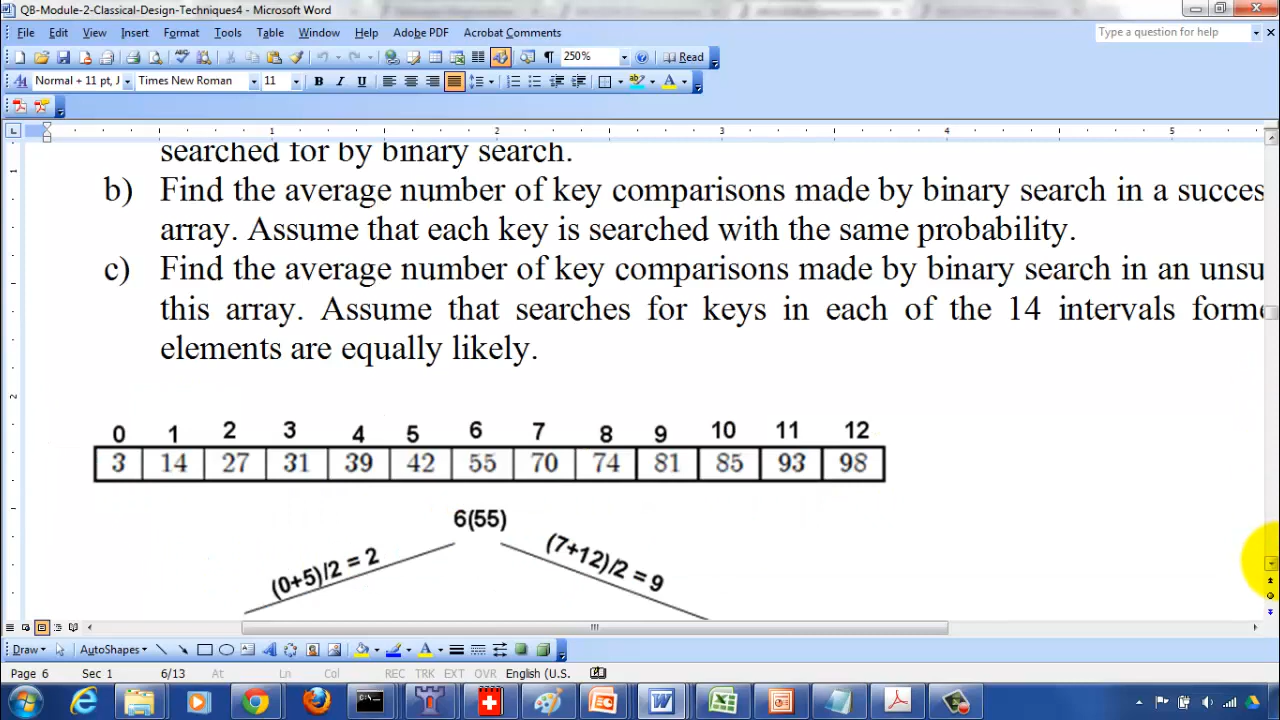 QB-Module-2-Classical-Design-Techniques4 - Microsoft Word
File Edit View Insert Format Tools Table Window Help Adobe PDF Acrobat Comments
Type a question for help
250%
Read
Normal + 11 pt, J
Times New Roman
11
B I U
1 2 3 4 5
searched for by binary search.
b) Find the average number of key comparisons made by binary search in a succes
array. Assume that each key is searched with the same probability.
c) Find the average number of key comparisons made by binary search in an unsu
this array. Assume that searches for keys in each of the 14 intervals forme
elements are equally likely.
0 1 2 3 4 5 6 7 8 9 10 11 12
3 14 27 31 39 42 55 70 74 81 85 93 98
6(55)
(0+5)/2 = 2
(7+12)/2 = 9
Draw AutoShapes
Page 6 Sec 1 6/13 At Ln Col REC TRK EXT OVR English (U.S.